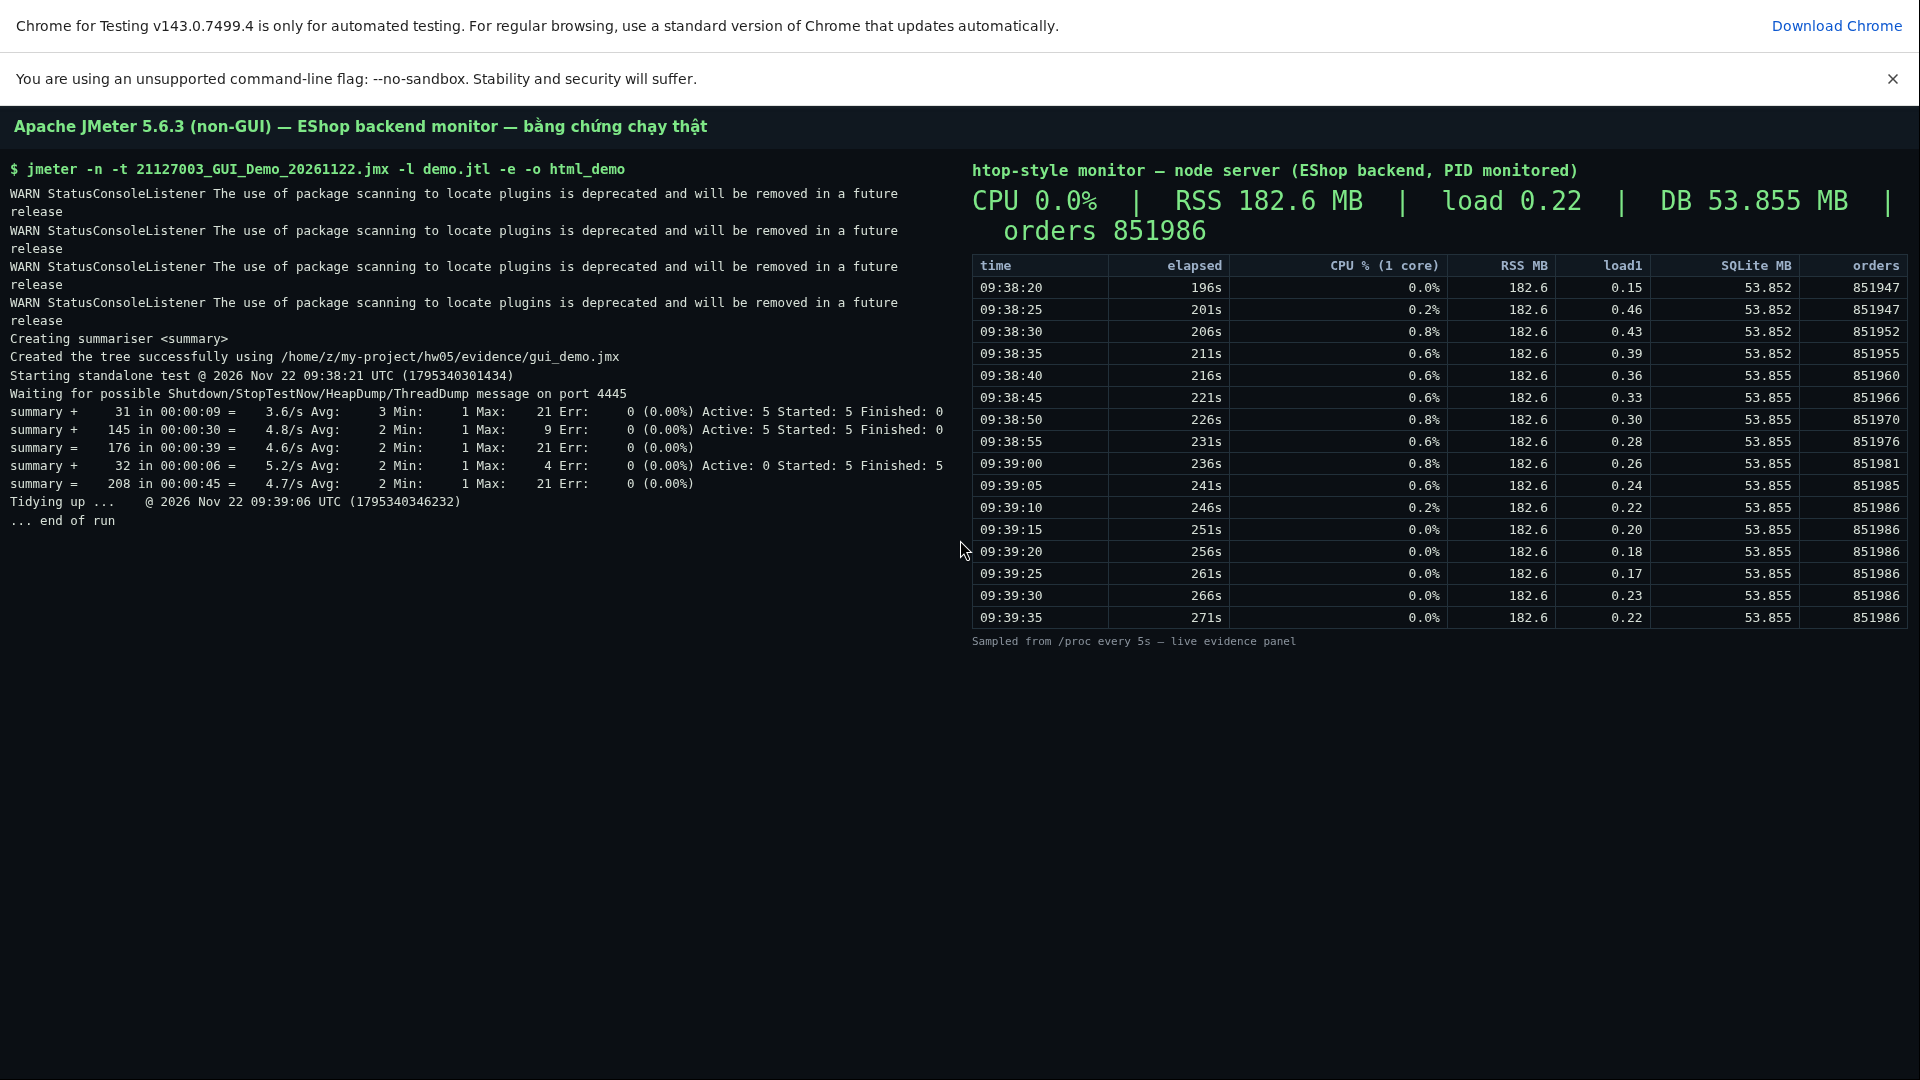 Chrome for Testing v143.0.7499.4 is only for automated testing. For regular browsing, use a standard version of Chrome that updates automatically.
Download Chrome
You are using an unsupported command-line flag: --no-sandbox. Stability and security will suffer.
Apache JMeter 5.6.3 (non-GUI) — EShop backend monitor — bằng chứng chạy thật
$ jmeter -n -t 21127003_GUI_Demo_20261122.jmx -l demo.jtl -e -o html_demo
WARN StatusConsoleListener The use of package scanning to locate plugins is deprecated and will be removed in a future
release
WARN StatusConsoleListener The use of package scanning to locate plugins is deprecated and will be removed in a future
release
WARN StatusConsoleListener The use of package scanning to locate plugins is deprecated and will be removed in a future
release
WARN StatusConsoleListener The use of package scanning to locate plugins is deprecated and will be removed in a future
release
Creating summariser <summary>
Created the tree successfully using /home/z/my-project/hw05/evidence/gui_demo.jmx
Starting standalone test @ 2026 Nov 22 09:38:21 UTC (1795340301434)
Waiting for possible Shutdown/StopTestNow/HeapDump/ThreadDump message on port 4445
summary +     31 in 00:00:09 =    3.6/s Avg:     3 Min:     1 Max:    21 Err:     0 (0.00%) Active: 5 Started: 5 Finished: 0
summary +    145 in 00:00:30 =    4.8/s Avg:     2 Min:     1 Max:     9 Err:     0 (0.00%) Active: 5 Started: 5 Finished: 0
summary =    176 in 00:00:39 =    4.6/s Avg:     2 Min:     1 Max:    21 Err:     0 (0.00%)
summary +     32 in 00:00:06 =    5.2/s Avg:     2 Min:     1 Max:     4 Err:     0 (0.00%) Active: 0 Started: 5 Finished: 5
summary =    208 in 00:00:45 =    4.7/s Avg:     2 Min:     1 Max:    21 Err:     0 (0.00%)
Tidying up ...    @ 2026 Nov 22 09:39:06 UTC (1795340346232)
... end of run
htop-style monitor — node server (EShop backend, PID monitored)
CPU 0.0% | RSS 182.6 MB | load 0.22 | DB 53.855 MB |
orders 851986
time elapsed CPU % (1 core) RSS MB load1 SQLite MB orders
09:38:20 196s 0.0% 182.6 0.15 53.852 851947
09:38:25 201s 0.2% 182.6 0.46 53.852 851947
09:38:30 206s 0.8% 182.6 0.43 53.852 851952
09:38:35 211s 0.6% 182.6 0.39 53.852 851955
09:38:40 216s 0.6% 182.6 0.36 53.855 851960
09:38:45 221s 0.6% 182.6 0.33 53.855 851966
09:38:50 226s 0.8% 182.6 0.30 53.855 851970
09:38:55 231s 0.6% 182.6 0.28 53.855 851976
09:39:00 236s 0.8% 182.6 0.26 53.855 851981
09:39:05 241s 0.6% 182.6 0.24 53.855 851985
09:39:10 246s 0.2% 182.6 0.22 53.855 851986
09:39:15 251s 0.0% 182.6 0.20 53.855 851986
09:39:20 256s 0.0% 182.6 0.18 53.855 851986
09:39:25 261s 0.0% 182.6 0.17 53.855 851986
09:39:30 266s 0.0% 182.6 0.23 53.855 851986
09:39:35 271s 0.0% 182.6 0.22 53.855 851986
Sampled from /proc every 5s — live evidence panel